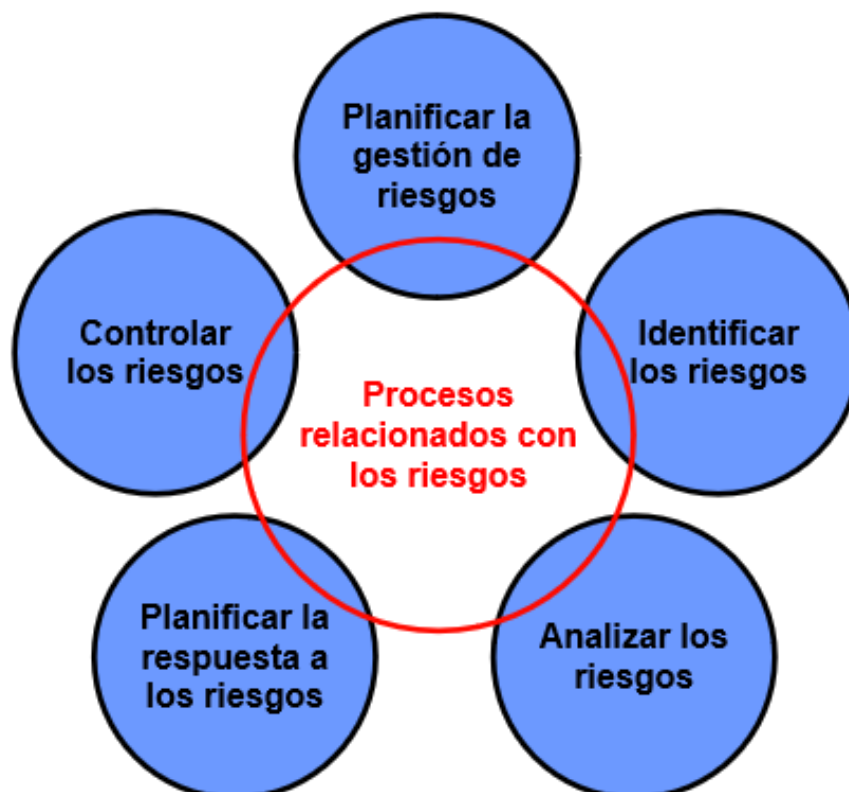 Planificar la
gestión de
riesgos
Controlar
los riesgos
Identificar
los riesgos
Procesos
relacionados con
los riesgos
Planificar la
respuesta a
los riesgos
Analizar los
riesgos